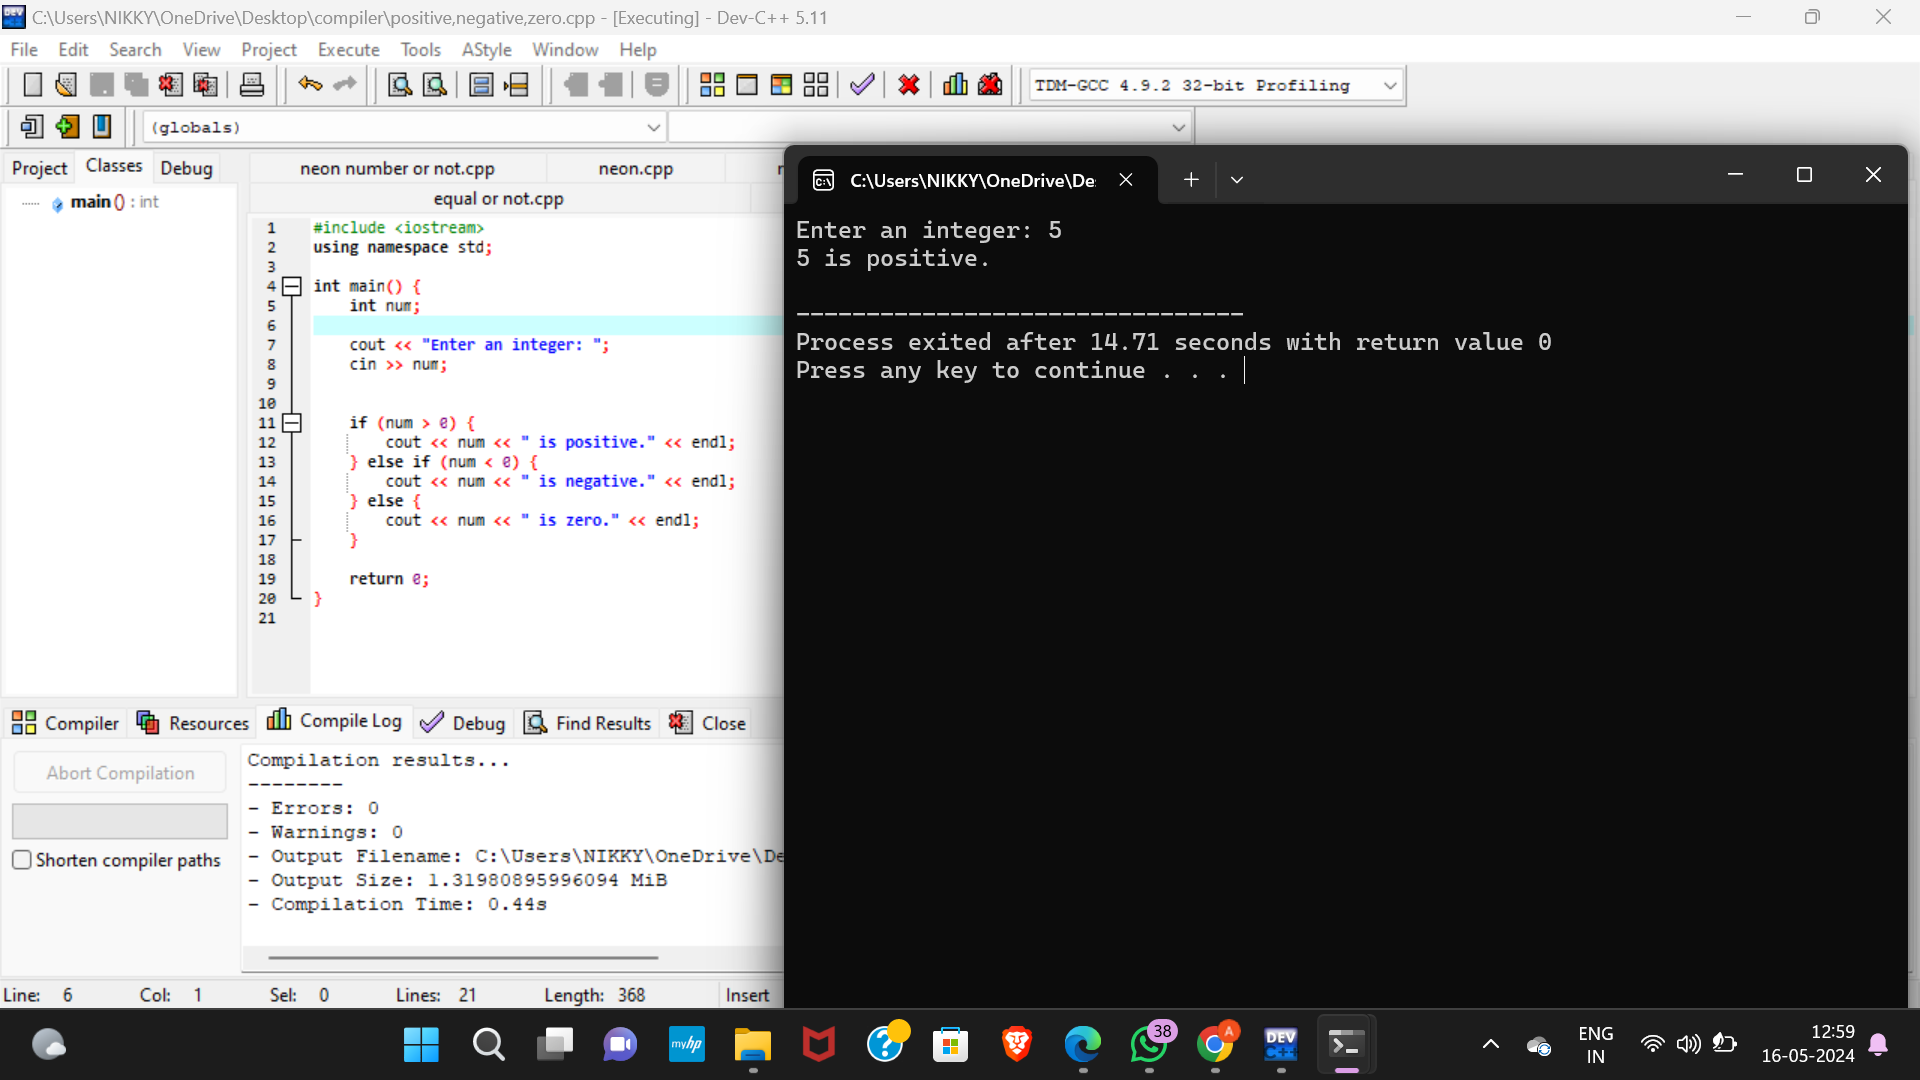 C:\Users\NIKKY\OneDrive\Desktop\compiler\positive,negative,zero.cpp - [Executing] - Dev-C++ 5.11
File Edit Search View Project Execute Tools AStyle Window Help
TDM-GCC 4.9.2 32-bit Profiling
(globals)
Project Classes Debug
main () : int
neon number or not.cpp neon.cpp
equal or not.cpp
1 #include <iostream>
2 using namespace std;
3
4 int main() {
5 int num;
6
7 cout << "Enter an integer: ";
8 cin >> num;
9
10
11 if (num > 0) {
12 cout << num << " is positive." << endl;
13 } else if (num < 0) {
14 cout << num << " is negative." << endl;
15 } else {
16 cout << num << " is zero." << endl;
17 }
18
19 return 0;
20 }
21
C:\Users\NIKKY\OneDrive\De
Enter an integer: 5
5 is positive.
--------------------------------
Process exited after 14.71 seconds with return value 0
Press any key to continue . . .
Compiler Resources Compile Log Debug Find Results Close
Abort Compilation
Shorten compiler paths
Compilation results...
--------
- Errors: 0
- Warnings: 0
- Output Filename: C:\Users\NIKKY\OneDrive\De
- Output Size: 1.31980895996094 MiB
- Compilation Time: 0.44s
Line: 6 Col: 1 Sel: 0 Lines: 21 Length: 368 Insert
myhp
?
38
A
DEV
C++
ENG
IN
12:59
16-05-2024